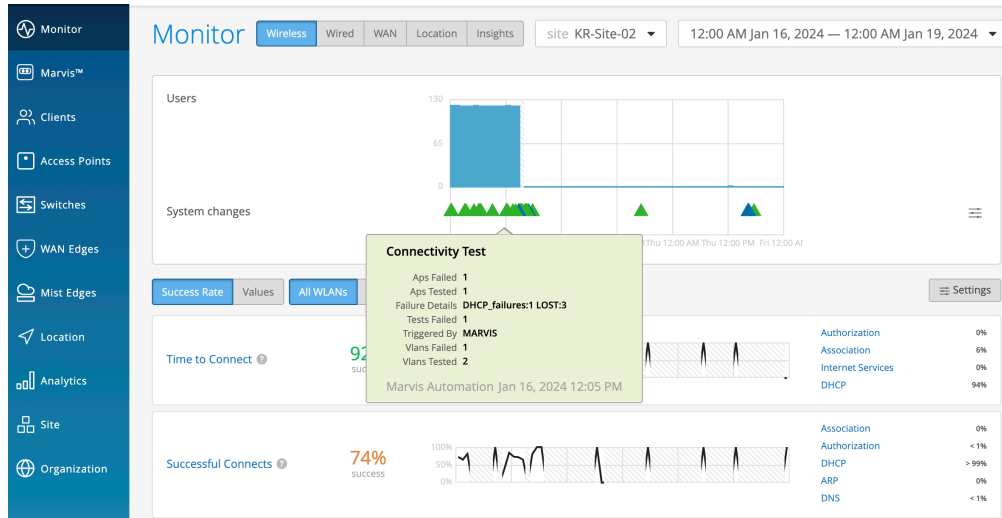 Monitor
Marvis™
Clients
Access Points
Switches
WAN Edges
Mist Edges
Location
Analytics
Site
Organization
Monitor Wireless Wired WAN Location Insights site KR-Site-02 12:00 AM Jan 16, 2024 — 12:00 AM Jan 19, 2024
Users
130
65
0
System changes
Thu 12:00 AM Thu 12:00 PM Fri 12:00 AM
Connectivity Test
Aps Failed 1
Aps Tested 1
Failure Details DHCP_failures:1 LOST:3
Tests Failed 1
Triggered By MARVIS
Vlans Failed 1
Vlans Tested 2
Marvis Automation Jan 16, 2024 12:05 PM
Success Rate Values All WLANs Settings
Time to Connect ?
Authorization 0%
Association 6%
Internet Services 0%
DHCP 94%
Successful Connects ?
74%
success
100%
50%
0%
Association 0%
Authorization < 1%
DHCP > 99%
ARP 0%
DNS < 1%